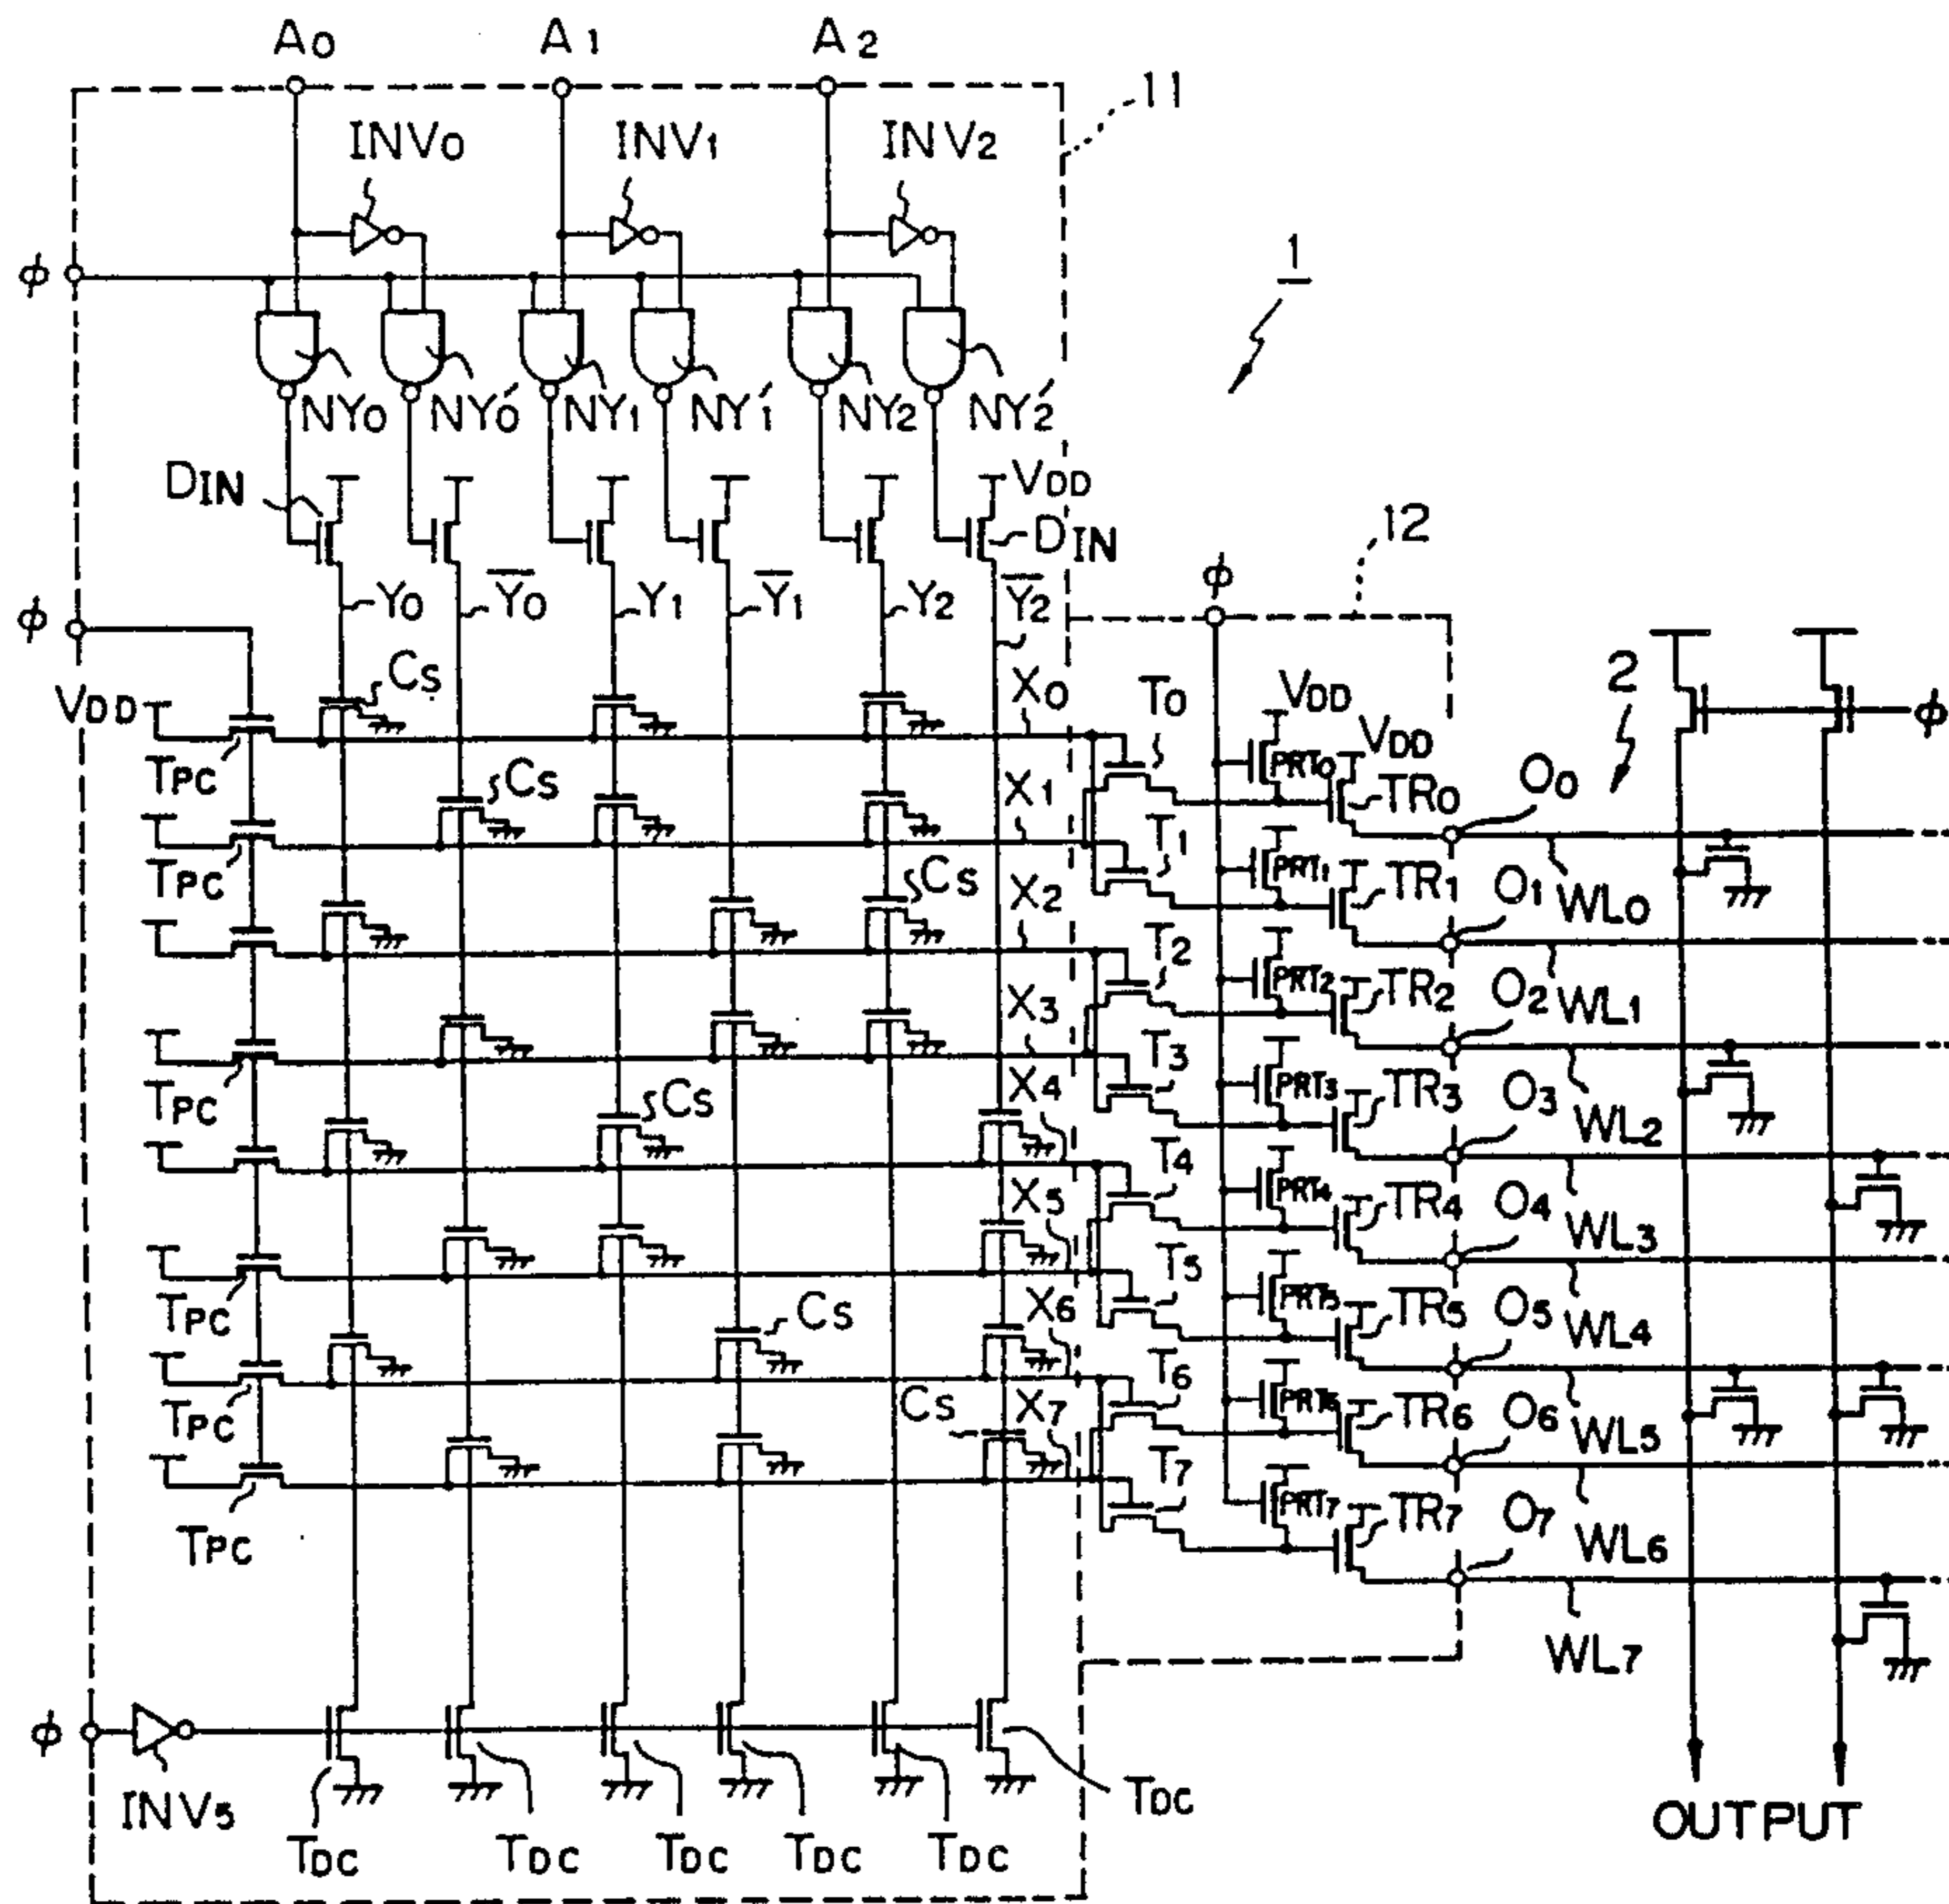 A0 A1 A2
11
INV0 INV1 INV2
ϕ
1
NY0 NY0' NY1 NY1' NY2 NY2'
DIN VDD
DIN
12
ϕ
Y0 Y̅0 Y1 Y̅1 Y2 Y̅2
ϕ
VDD CS X0 T0 VDD 2 ϕ
TPC PRT0 VDD
CS X1 TR0 O0
TPC T1 PRT1
CS X2 TR1 O1 WL0
T2 PRT2 TR2 O2 WL1
X3 T3
TPC CS X4 PRT3 TR3 O3 WL2
T4 PRT4
X5 TR4 O4 WL3
T5
TPC CS X6 PRT5 TR5 O5 WL4
T6
TPC CS X7 TR6 O6 WL5
T7
TPC PRT7 TR7 O7 WL6
WL7
ϕ
INV5 TDC
TDC TDC TDC TDC TDC
OUTPUT